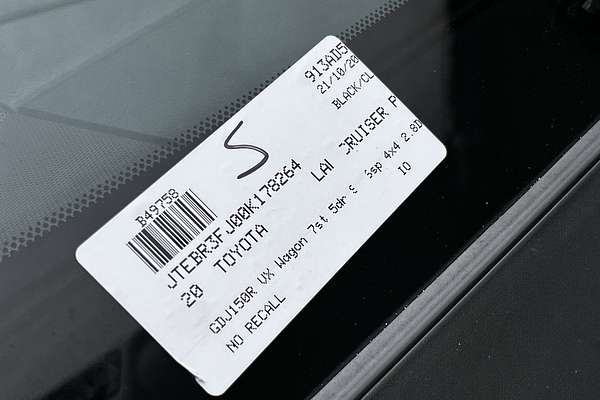 913AD5
21/10/20
BLACK/CL
S
B49758
JTEBR3FJ00K178264
20 TOYOTA LAN CRUISER P
GDJ150R VX Wagon 7st 5dr S 6sp 4x4 2.8D
NO RECALL IO